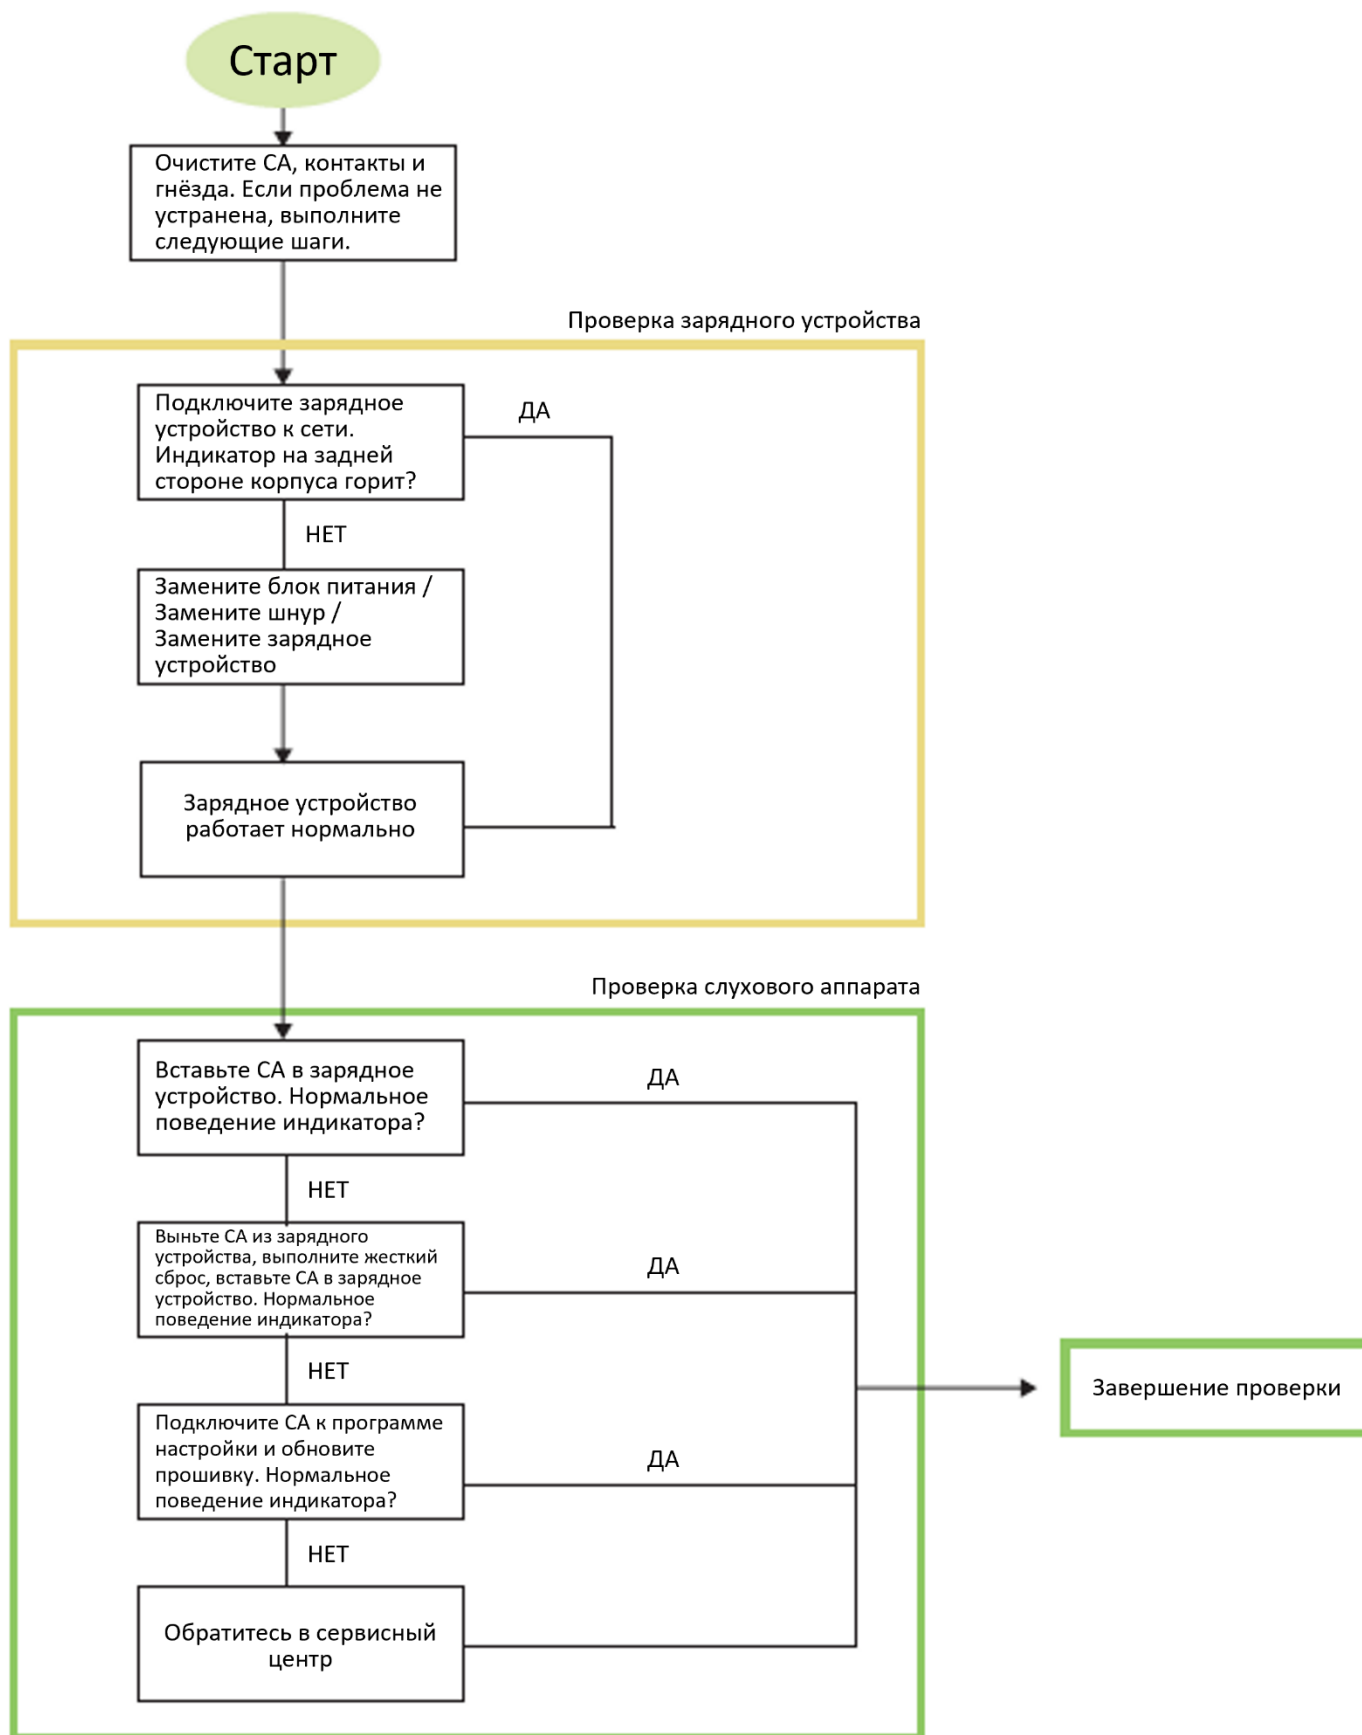 Старт
Очистите СА, контакты и
гнёзда. Если проблема не
устранена, выполните
следующие шаги.
Проверка зарядного устройства
Подключите зарядное
устройство к сети.
Индикатор на задней
стороне корпуса горит?
ДА
НЕТ
Замените блок питания /
Замените шнур /
Замените зарядное
устройство
Зарядное устройство
работает нормально
Проверка слухового аппарата
Вставьте СА в зарядное
устройство. Нормальное
поведение индикатора?
ДА
НЕТ
Выньте СА из зарядного
устройства, выполните жесткий
сброс, вставьте СА в зарядное
устройство. Нормальное
поведение индикатора?
ДА
НЕТ
Подключите СА к программе
настройки и обновите
прошивку. Нормальное
поведение индикатора?
ДА
НЕТ
Обратитесь в сервисный
центр
Завершение проверки